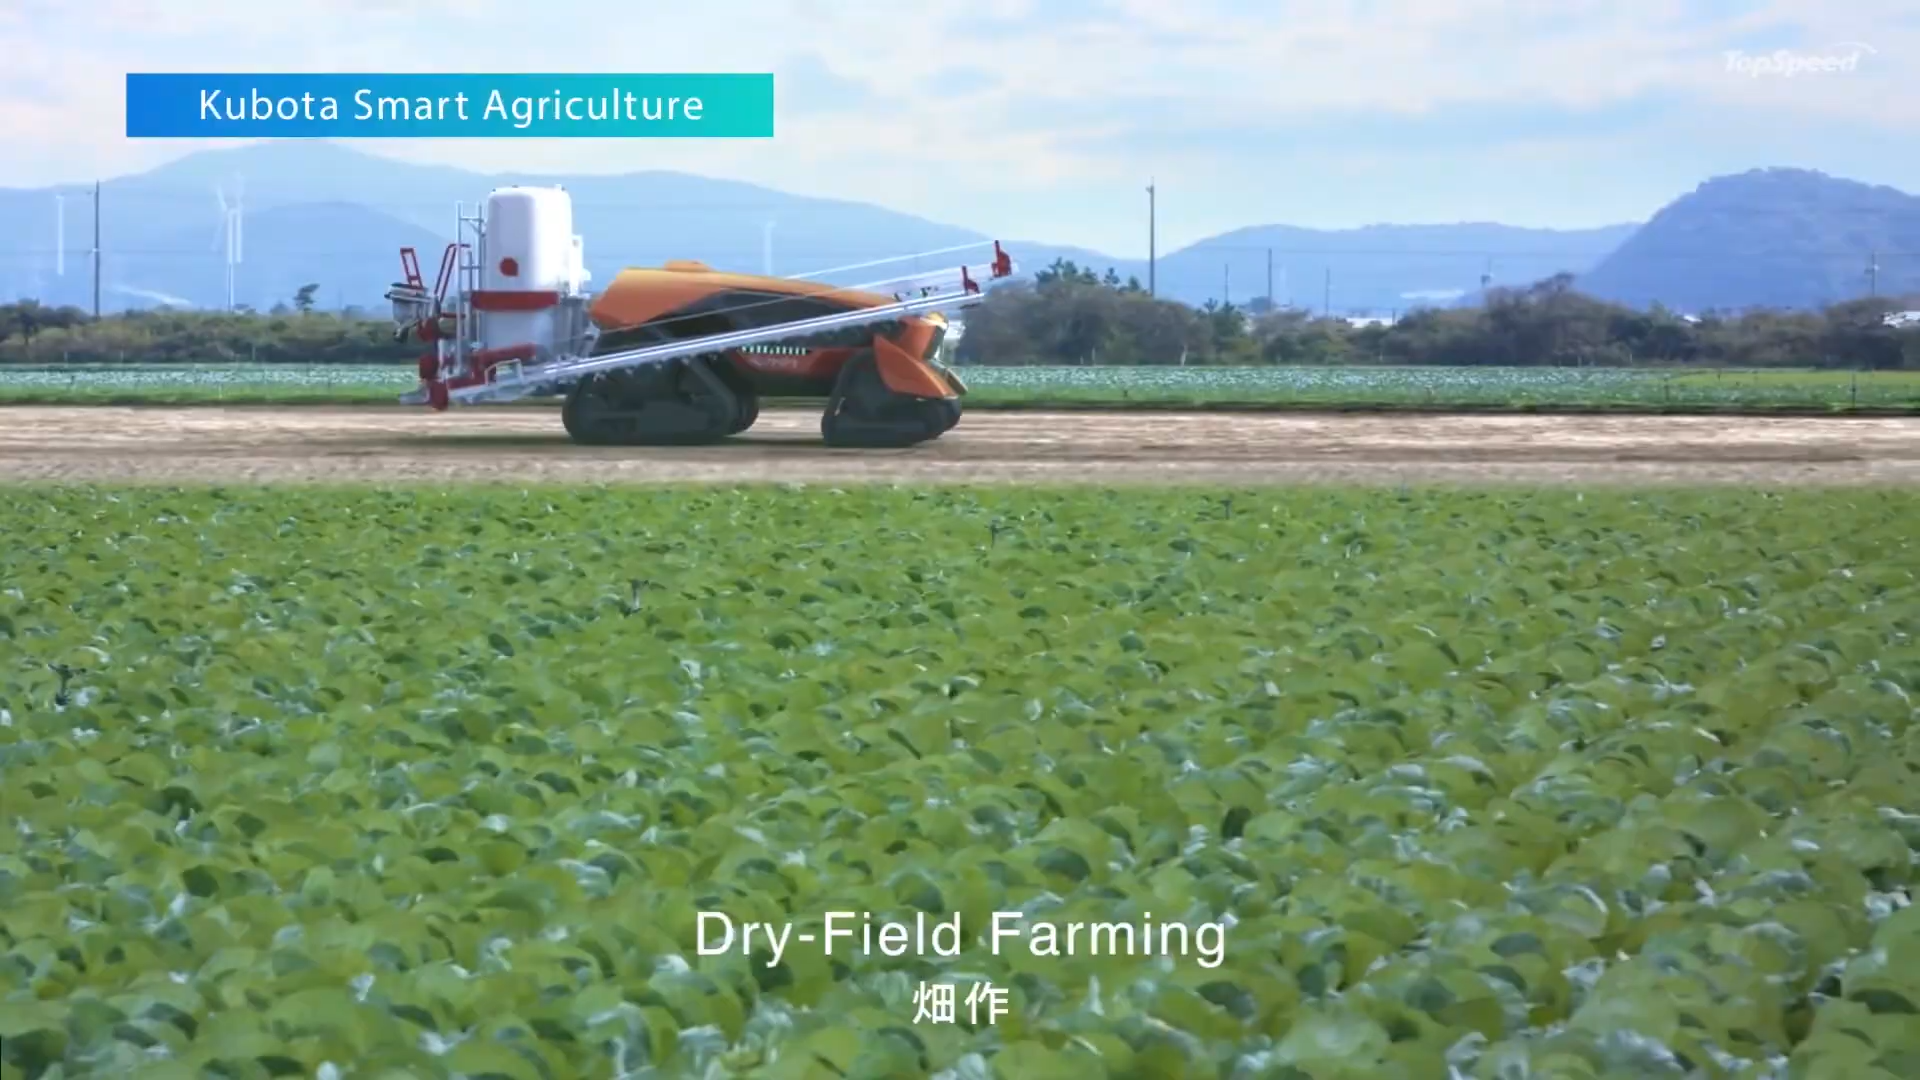 TopSpeed
Kubota Smart Agriculture
Dry-Field Farming
畑作